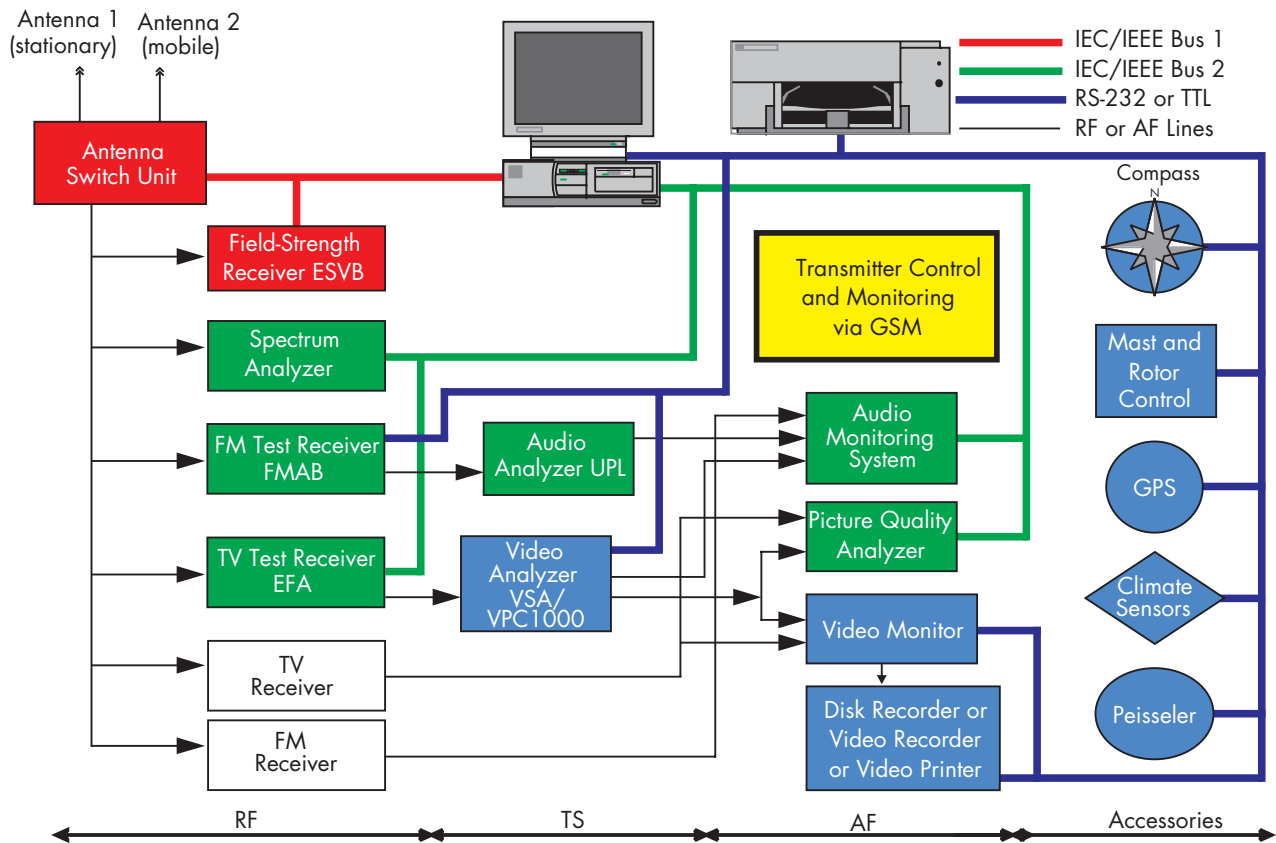 Antenna 1
(stationary)
Antenna 2
(mobile)
IEC/IEEE Bus 1
IEC/IEEE Bus 2
RS-232 or TTL
RF or AF Lines
Antenna
Switch Unit
Compass
N
Field-Strength
Receiver ESVB
Transmitter Control
and Monitoring
via GSM
Spectrum
Analyzer
Mast and
Rotor
Control
FM Test Receiver
FMAB
Audio
Analyzer UPL
Audio
Monitoring
System
GPS
TV Test Receiver
EFA
Video
Analyzer
VSA/
VPC1000
Picture Quality
Analyzer
Climate
Sensors
Video Monitor
TV
Receiver
Disk Recorder or
Video Recorder
or Video Printer
Peisseler
FM
Receiver
RF
TS
AF
Accessories